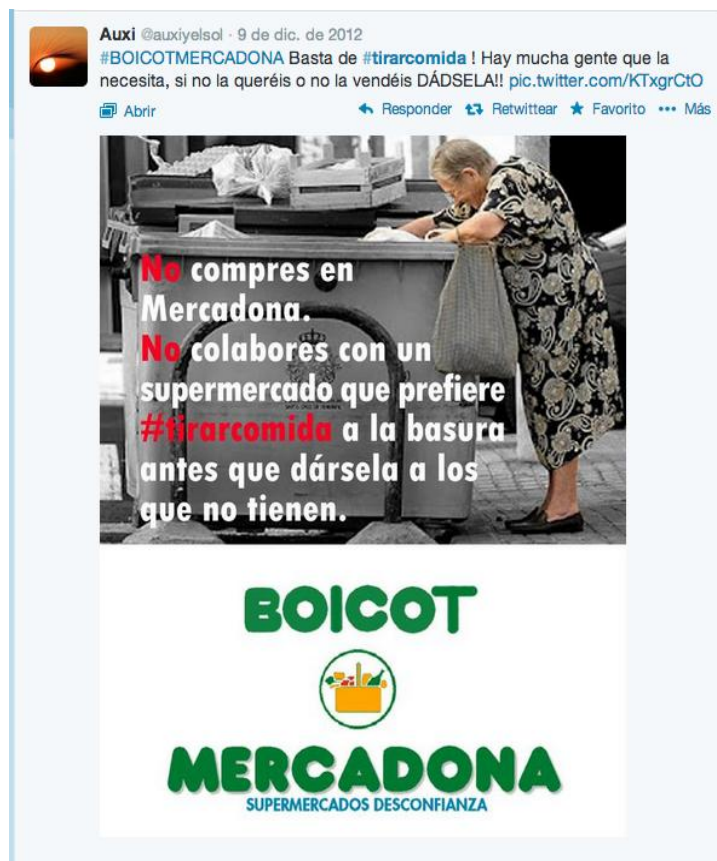 Auxi @auxiyelsol · 9 de dic. de 2012
#BOICOTMERCADONA Basta de #tirarcomida ! Hay mucha gente que la
necesita, si no la queréis o no la vendéis DÁDSELA!! pic.twitter.com/KTxgrCtO
Abrir
Responder Retwittear Favorito Más
No compres en
Mercadona.
No colabores con un
supermercado que prefiere
#tirarcomida a la basura
antes que dársela a los
que no tienen.
BOICOT
MERCADONA
SUPERMERCADOS DESCONFIANZA